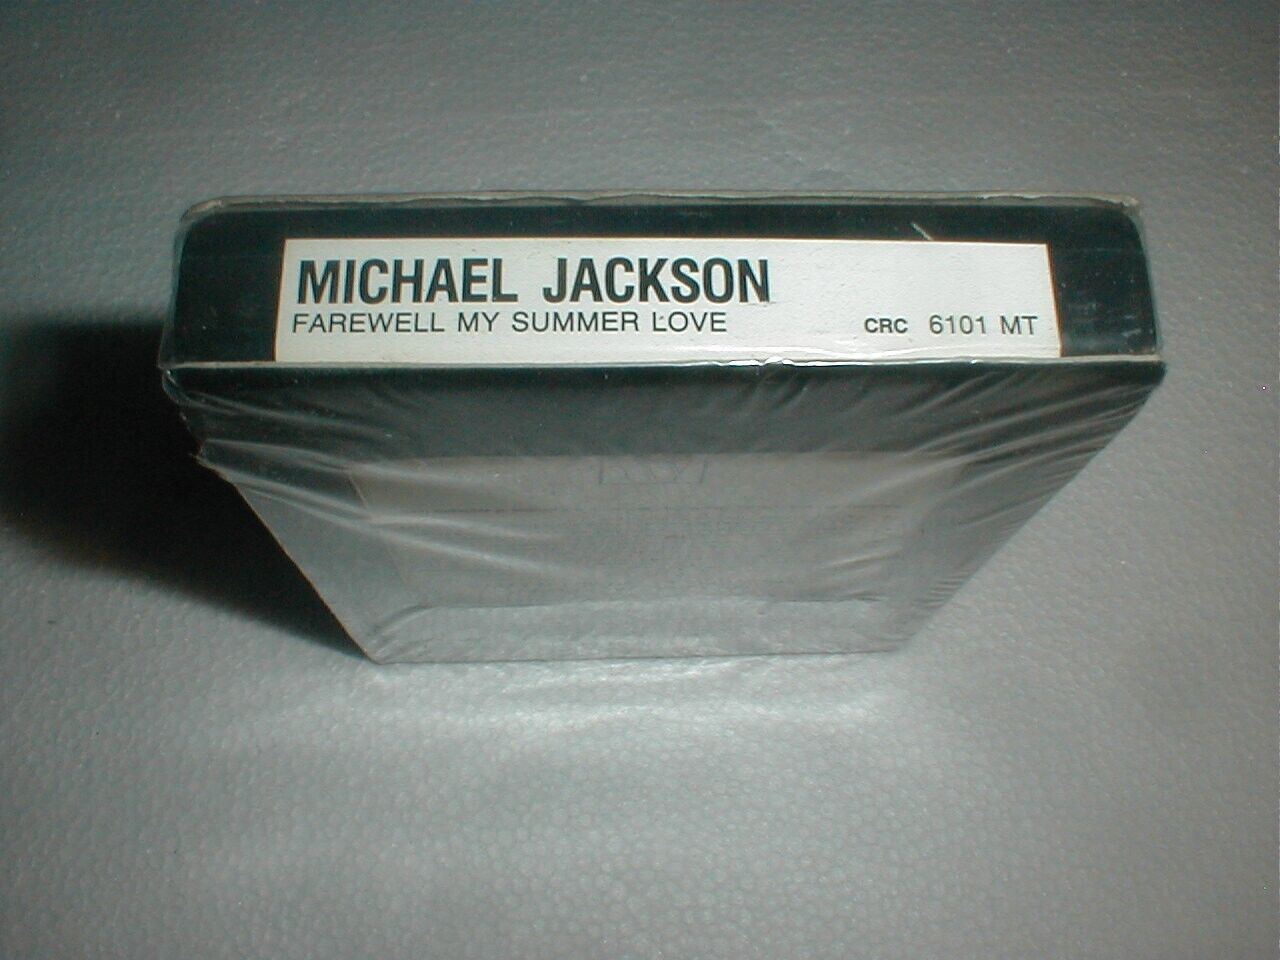 MICHAEL JACKSON
FAREWELL MY SUMMER LOVE
CRC 6101 MT